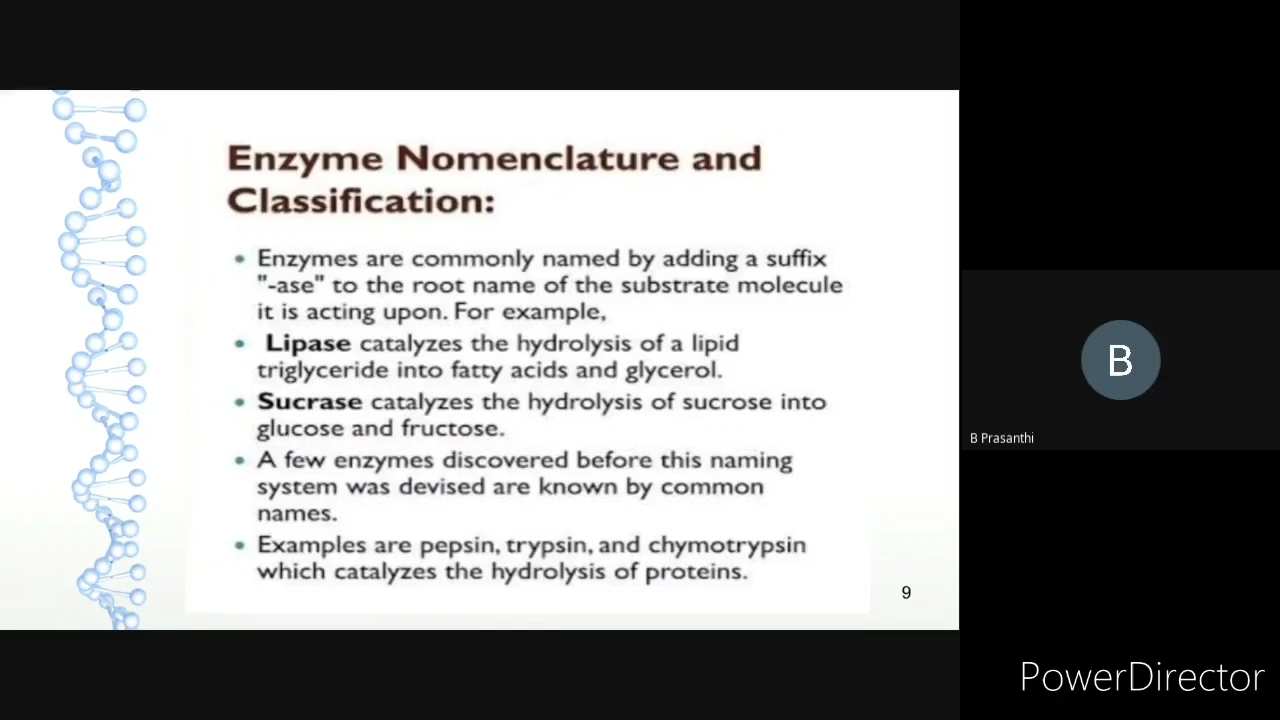 Enzyme Nomenclature and
Classification:
• Enzymes are commonly named by adding a suffix
"-ase" to the root name of the substrate molecule
it is acting upon. For example,
• Lipase catalyzes the hydrolysis of a lipid
triglyceride into fatty acids and glycerol.
• Sucrase catalyzes the hydrolysis of sucrose into
glucose and fructose.
• A few enzymes discovered before this naming
system was devised are known by common
names.
• Examples are pepsin, trypsin, and chymotrypsin
which catalyzes the hydrolysis of proteins.
9
B
B Prasanthi
PowerDirector